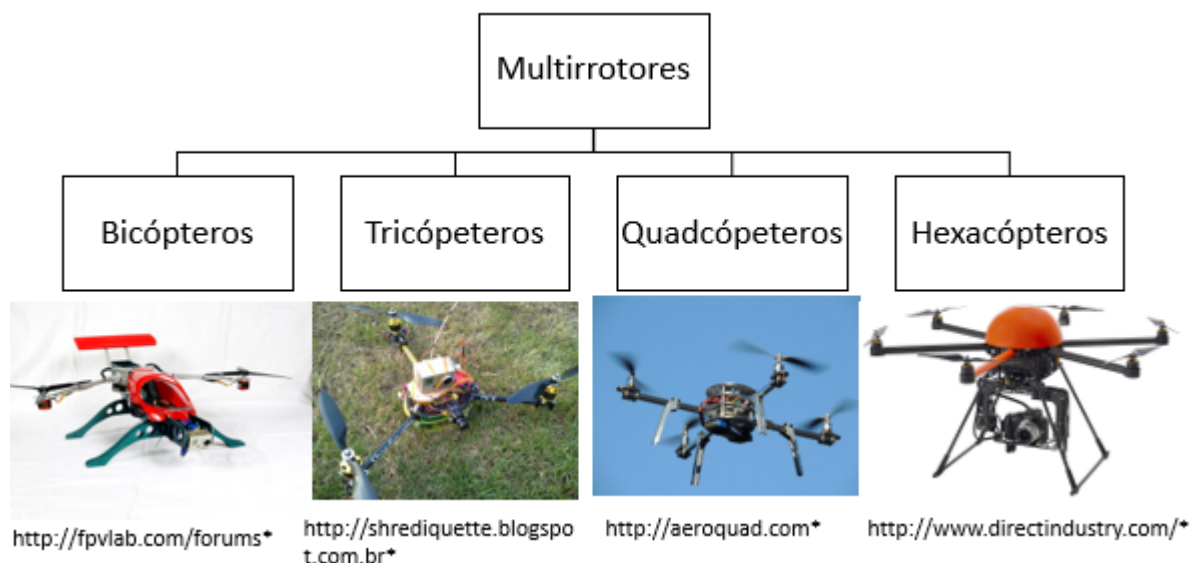 Multirrotores
Bicópteros
Tricópeteros
Quadcópeteros
Hexacópteros
http://fpvlab.com/forums*
http://shrediquette.blogspo
t.com.br*
http://aeroquad.com*
http://www.directindustry.com/*